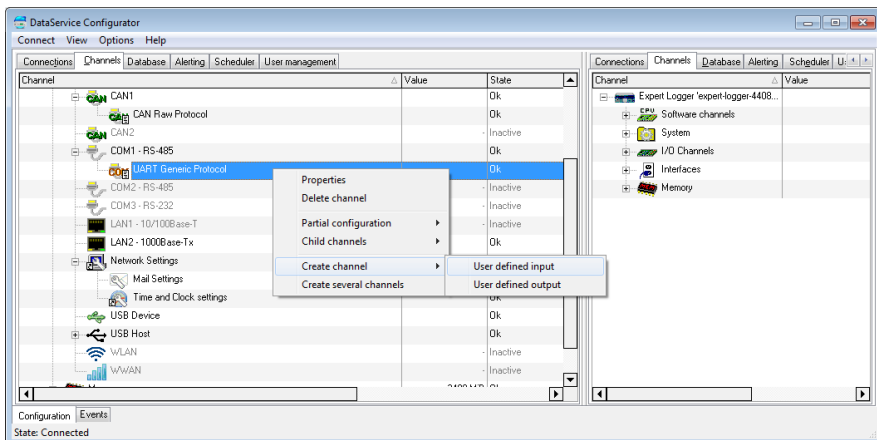 DataService Configurator
Connect View Options Help
Connections Channels Database Alerting Scheduler User management
Channel Value State
CAN1 Ok
CAN Raw Protocol Ok
CAN2 - Inactive
COM1 - RS-485 Ok
UART Generic Protocol Ok
COM2 - RS-485 - Inactive
COM3 - RS-232 - Inactive
LAN1 - 10/100Base-T - Inactive
LAN2 - 1000Base-Tx Ok
Network Settings
Mail Settings
Time and Clock settings Ok
USB Device Ok
USB Host Ok
WLAN - Inactive
WWAN - Inactive
Properties
Delete channel
Partial configuration
Child channels
Create channel
Create several channels
User defined input
User defined output
Connections Channels Database Alerting Scheduler
Channel Value
Expert Logger 'expert-logger-4408...
Software channels
System
I/O Channels
Interfaces
Memory
Configuration Events
State: Connected